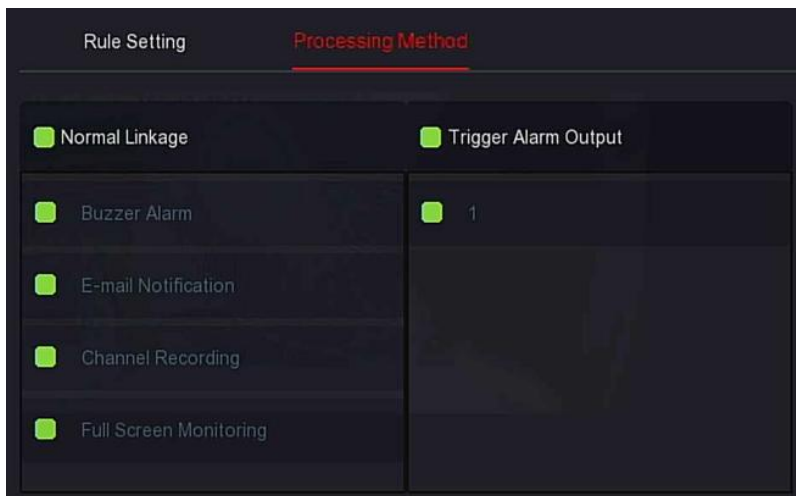 Rule Setting
Processing Method
Normal Linkage
Trigger Alarm Output
Buzzer Alarm
1
E-mail Notification
Channel Recording
Full Screen Monitoring